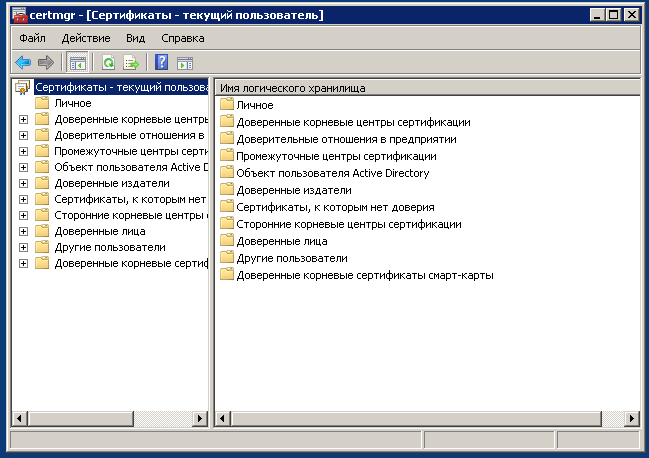 certmgr - [Сертификаты - текущий пользователь]
Файл Действие Вид Справка
Сертификаты - текущий пользова
Личное
Доверенные корневые центры
Доверительные отношения в
Промежуточные центры серти
Объект пользователя Active D
Доверенные издатели
Сертификаты, к которым нет
Сторонние корневые центры с
Доверенные лица
Другие пользователи
Доверенные корневые сертиф
Имя логического хранилища
Личное
Доверенные корневые центры сертификации
Доверительные отношения в предприятии
Промежуточные центры сертификации
Объект пользователя Active Directory
Доверенные издатели
Сертификаты, к которым нет доверия
Сторонние корневые центры сертификации
Доверенные лица
Другие пользователи
Доверенные корневые сертификаты смарт-карты